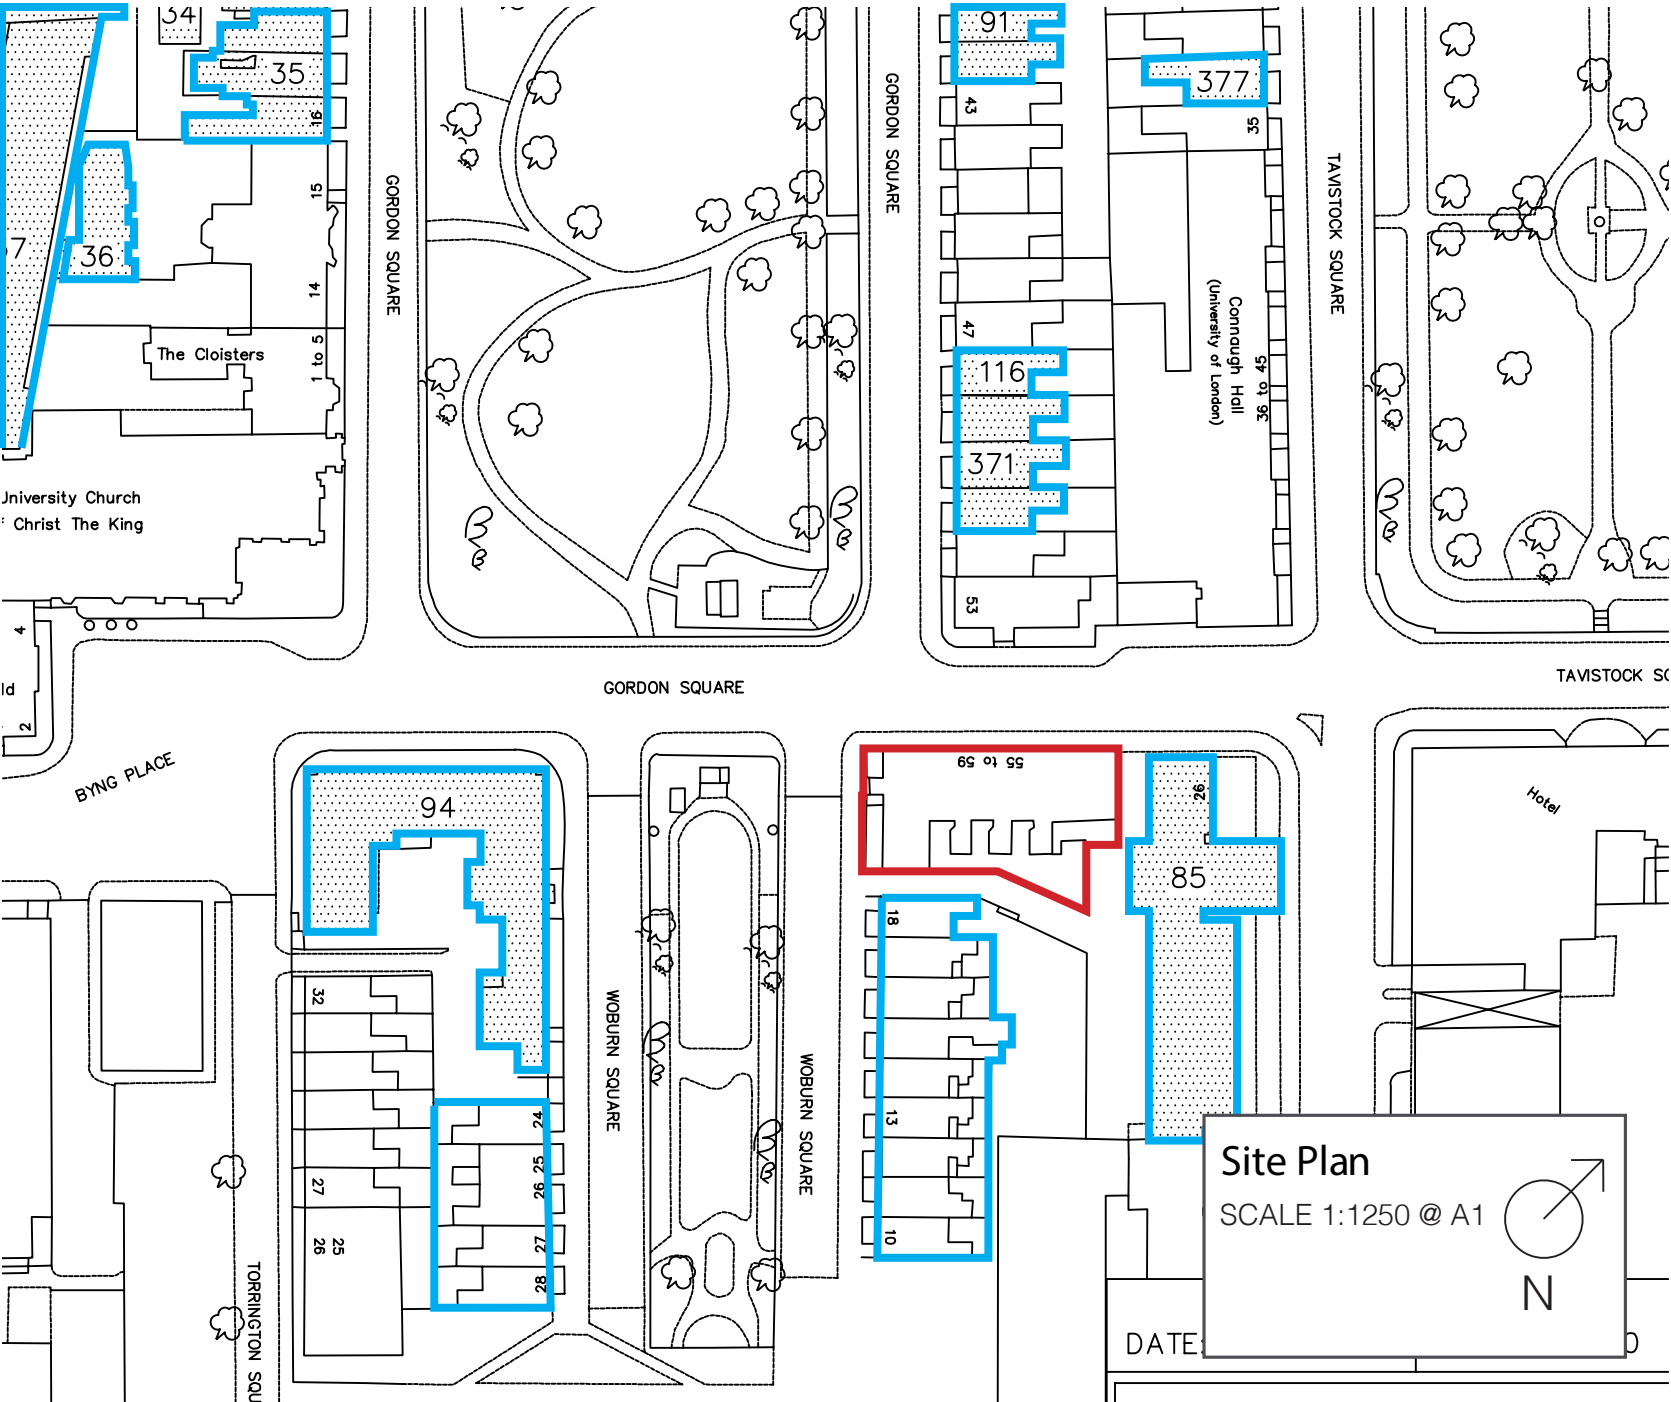 34
35
16
91
377
43
35
GORDON SQUARE
GORDON SQUARE
TAVISTOCK SQUARE
15
36
14
The Cloisters
1 to 5
47
116
371
Connaugh Hall
(University of London)
36 to 45
University Church
Christ The King
53
4
2
GORDON SQUARE
TAVISTOCK SQ
BYNG PLACE
94
55 to 59
26
85
Hotel
18
32
WOBURN SQUARE
WOBURN SQUARE
24
25
26
27
28
13
10
27
25
26
TORRINGTON SQU
Site Plan
SCALE 1:1250 @ A1
N
DATE: